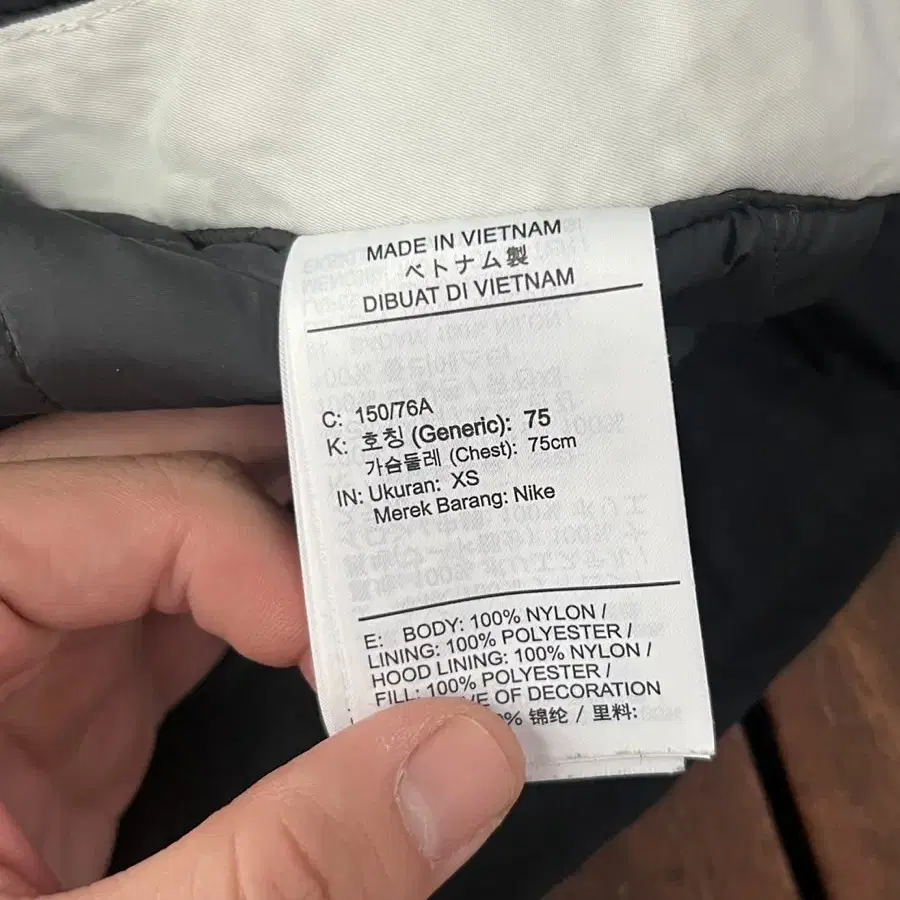 MADE IN VIETNAM
ベトナム製
DIBUAT DI VIETNAM
C: 150/76A
K: 호칭 (Generic): 75
가슴둘레 (Chest): 75cm
IN: Ukuran: XS
Merek Barang: Nike
E: BODY: 100% NYLON /
LINING: 100% POLYESTER /
HOOD LINING: 100% NYLON /
FILL: 100% POLYESTER /
OF DECORATION
% 锦纶 / 里料: